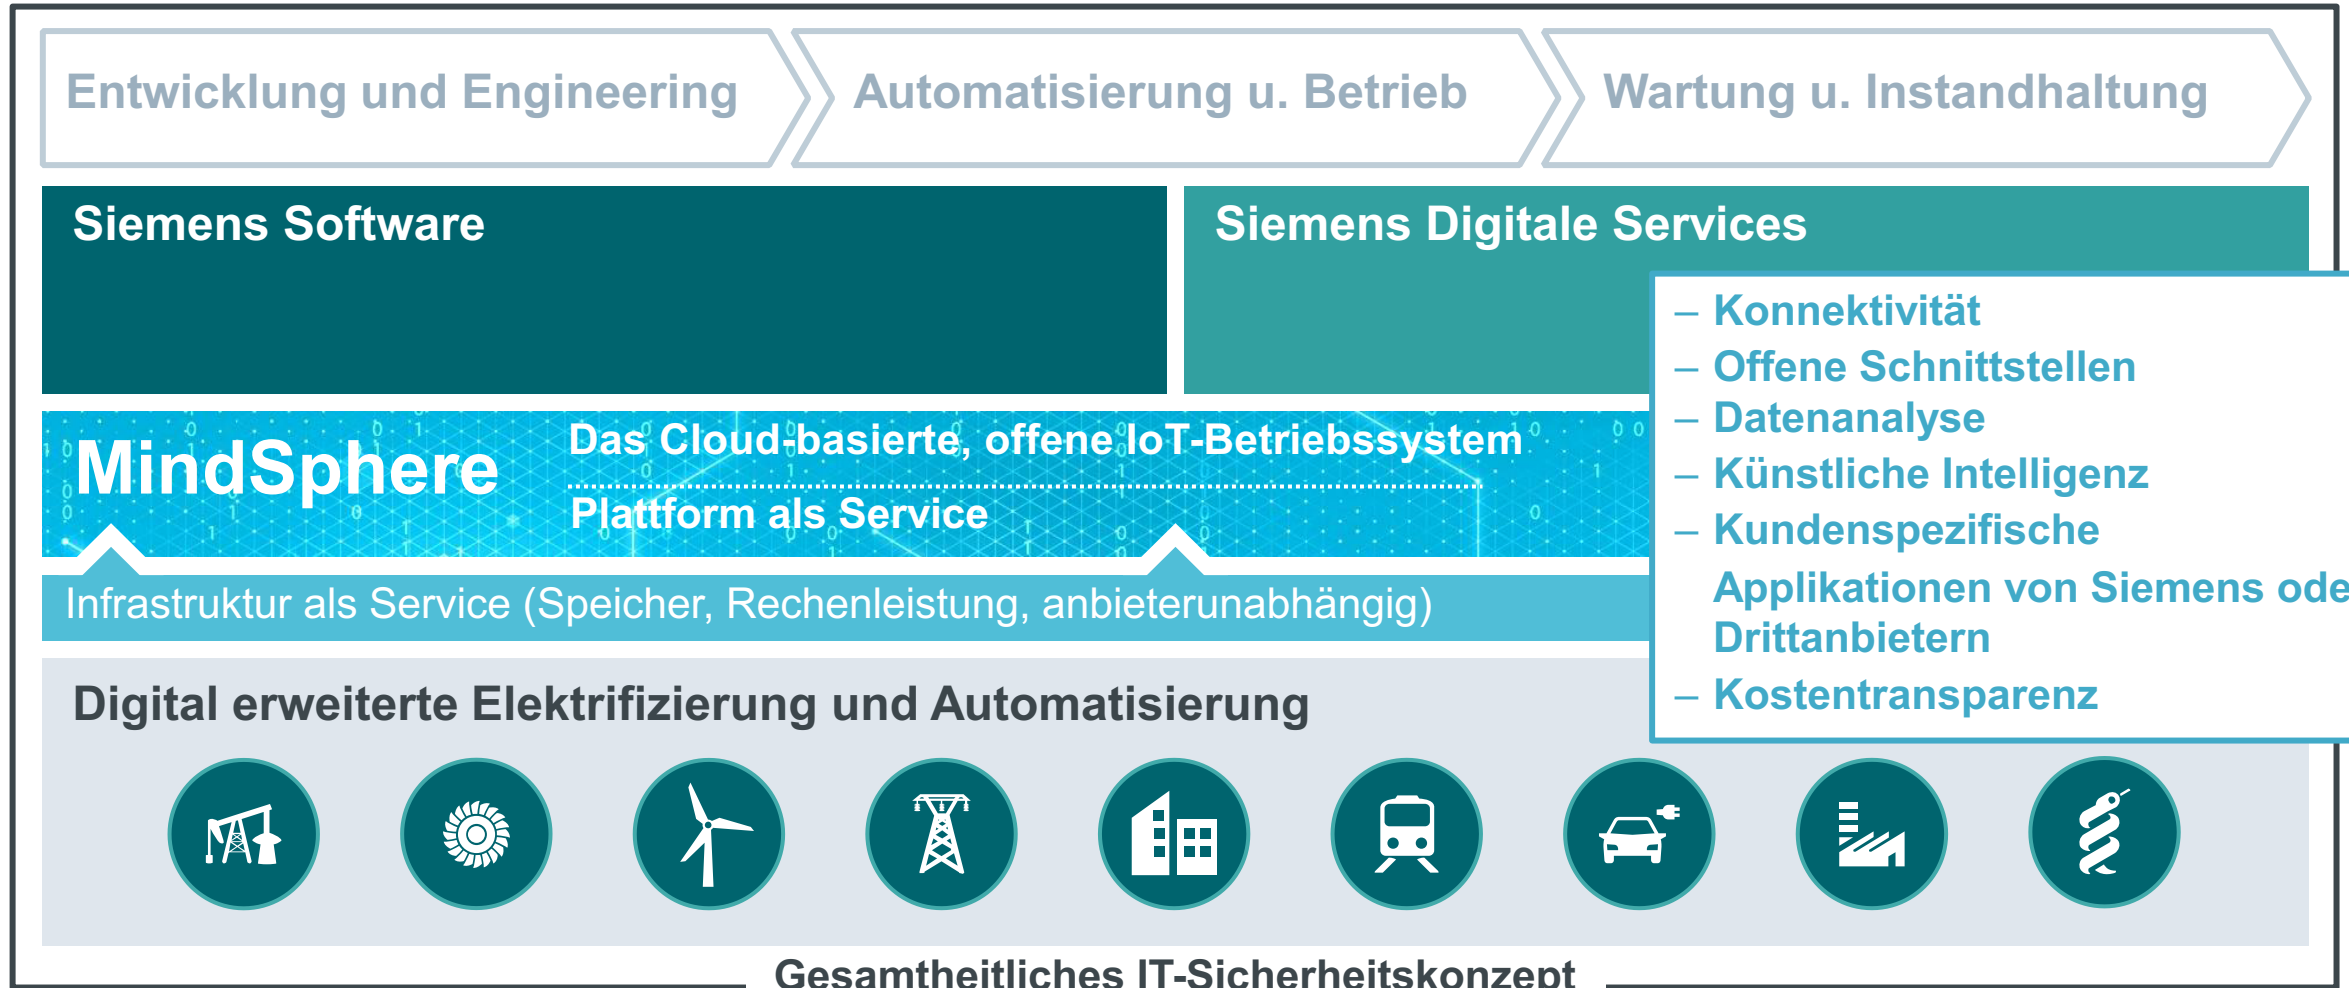 Entwicklung und Engineering
Automatisierung u. Betrieb
Wartung u. Instandhaltung
Siemens Software
Siemens Digitale Services
MindSphere
Das Cloud-basierte, offene IoT-Betriebssystem
Plattform als Service
Infrastruktur als Service (Speicher, Rechenleistung, anbieterunabhängig)
– Konnektivität
– Offene Schnittstellen
– Datenanalyse
– Künstliche Intelligenz
– Kundenspezifische
Applikationen von Siemens ode
Drittanbietern
– Kostentransparenz
Digital erweiterte Elektrifizierung und Automatisierung
Gesamtheitliches IT-Sicherheitskonzept